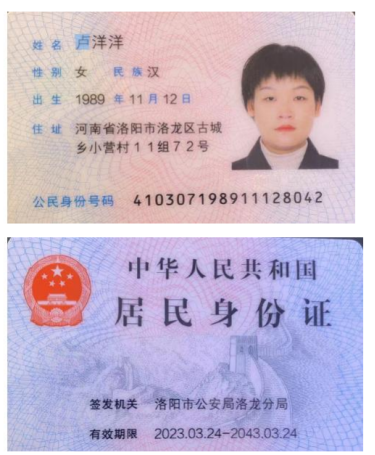 姓名 卢洋洋
性别 女 民族 汉
出生 1989 年 11 月 12 日
住址 河南省洛阳市洛龙区古城
乡小营村11组72号
公民身份号码 410307198911128042
中华人民共和国
居民身份证
签发机关 洛阳市公安局洛龙分局
有效期限 2023.03.24-2043.03.24